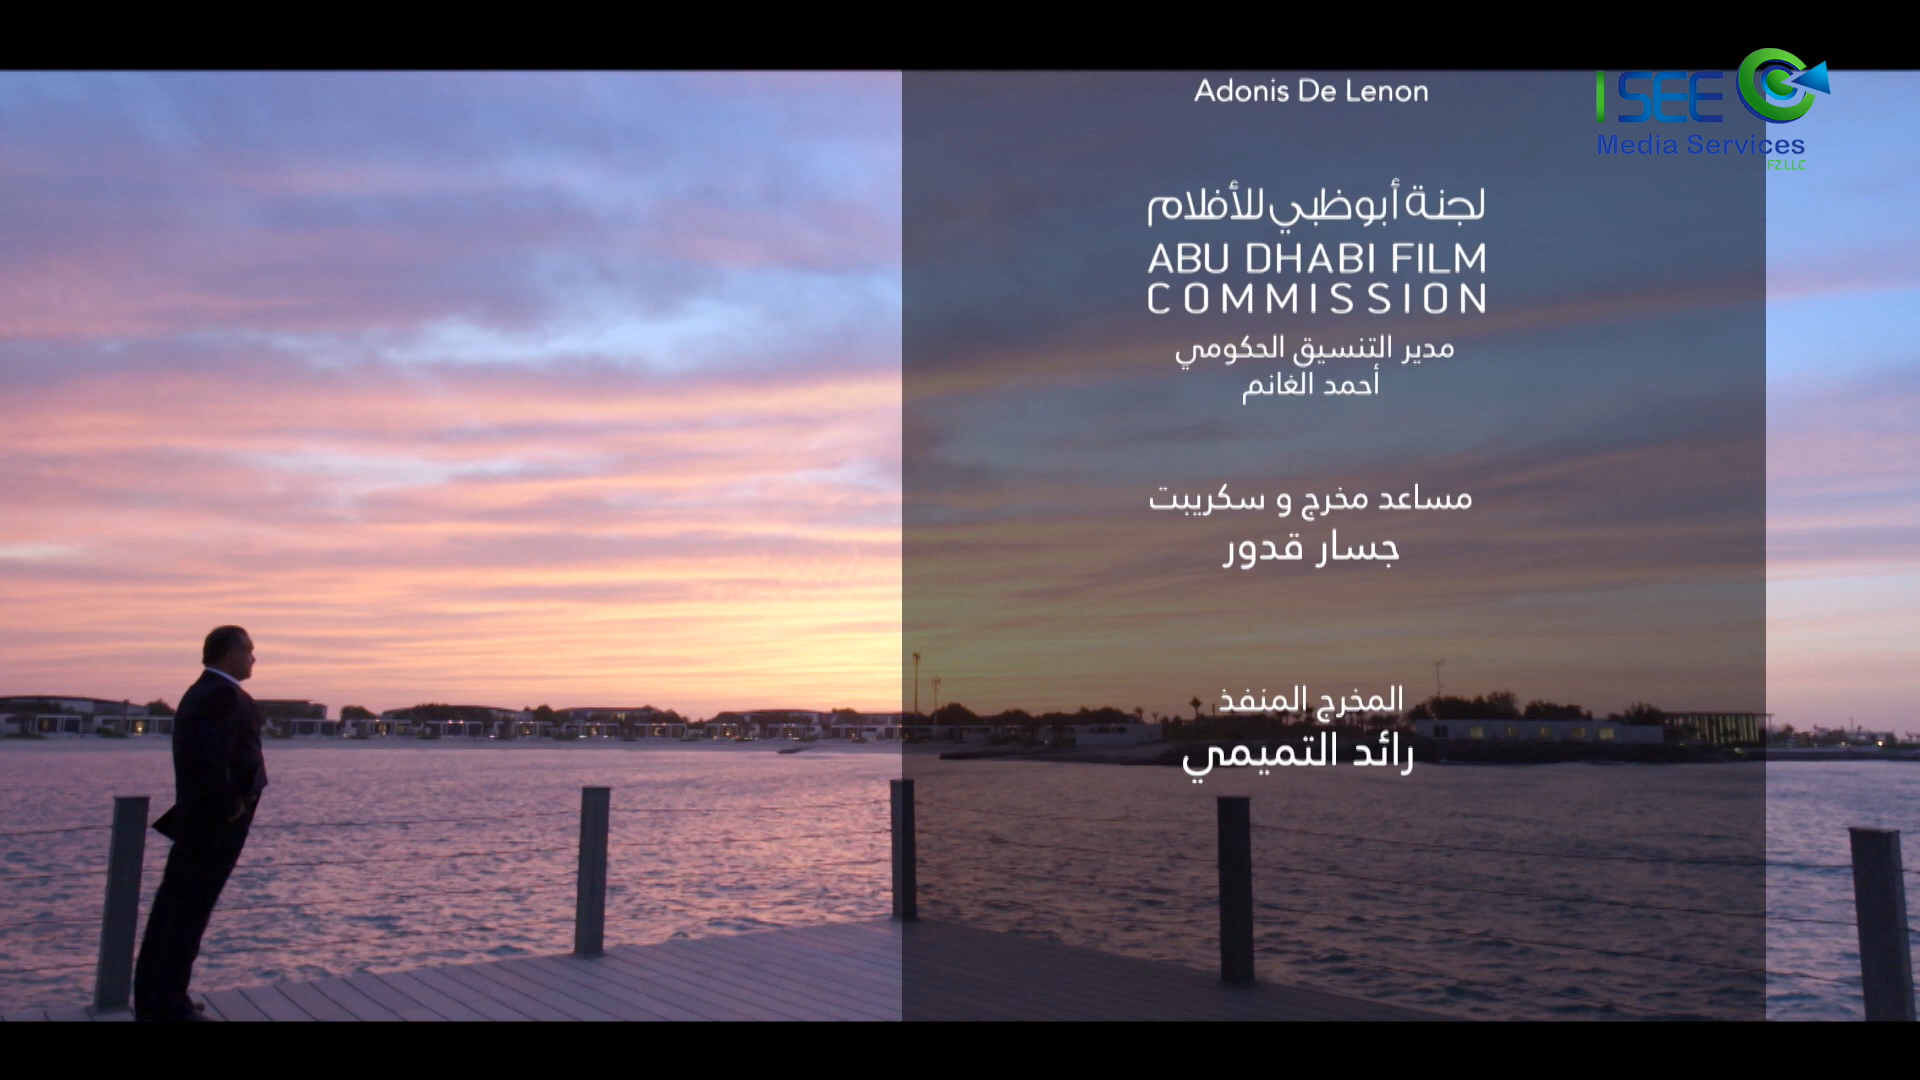 Adonis De Lenon
I SEE
Media Services
FZ.LLC
لجنة أبوظبي للأفلام
ABU DHABI FILM
COMMISSION
مدير التنسيق الحكومي
أحمد الغانم
مساعد مخرج و سكريبت
جسار قدور
المخرج المنفذ
رائد التميمي